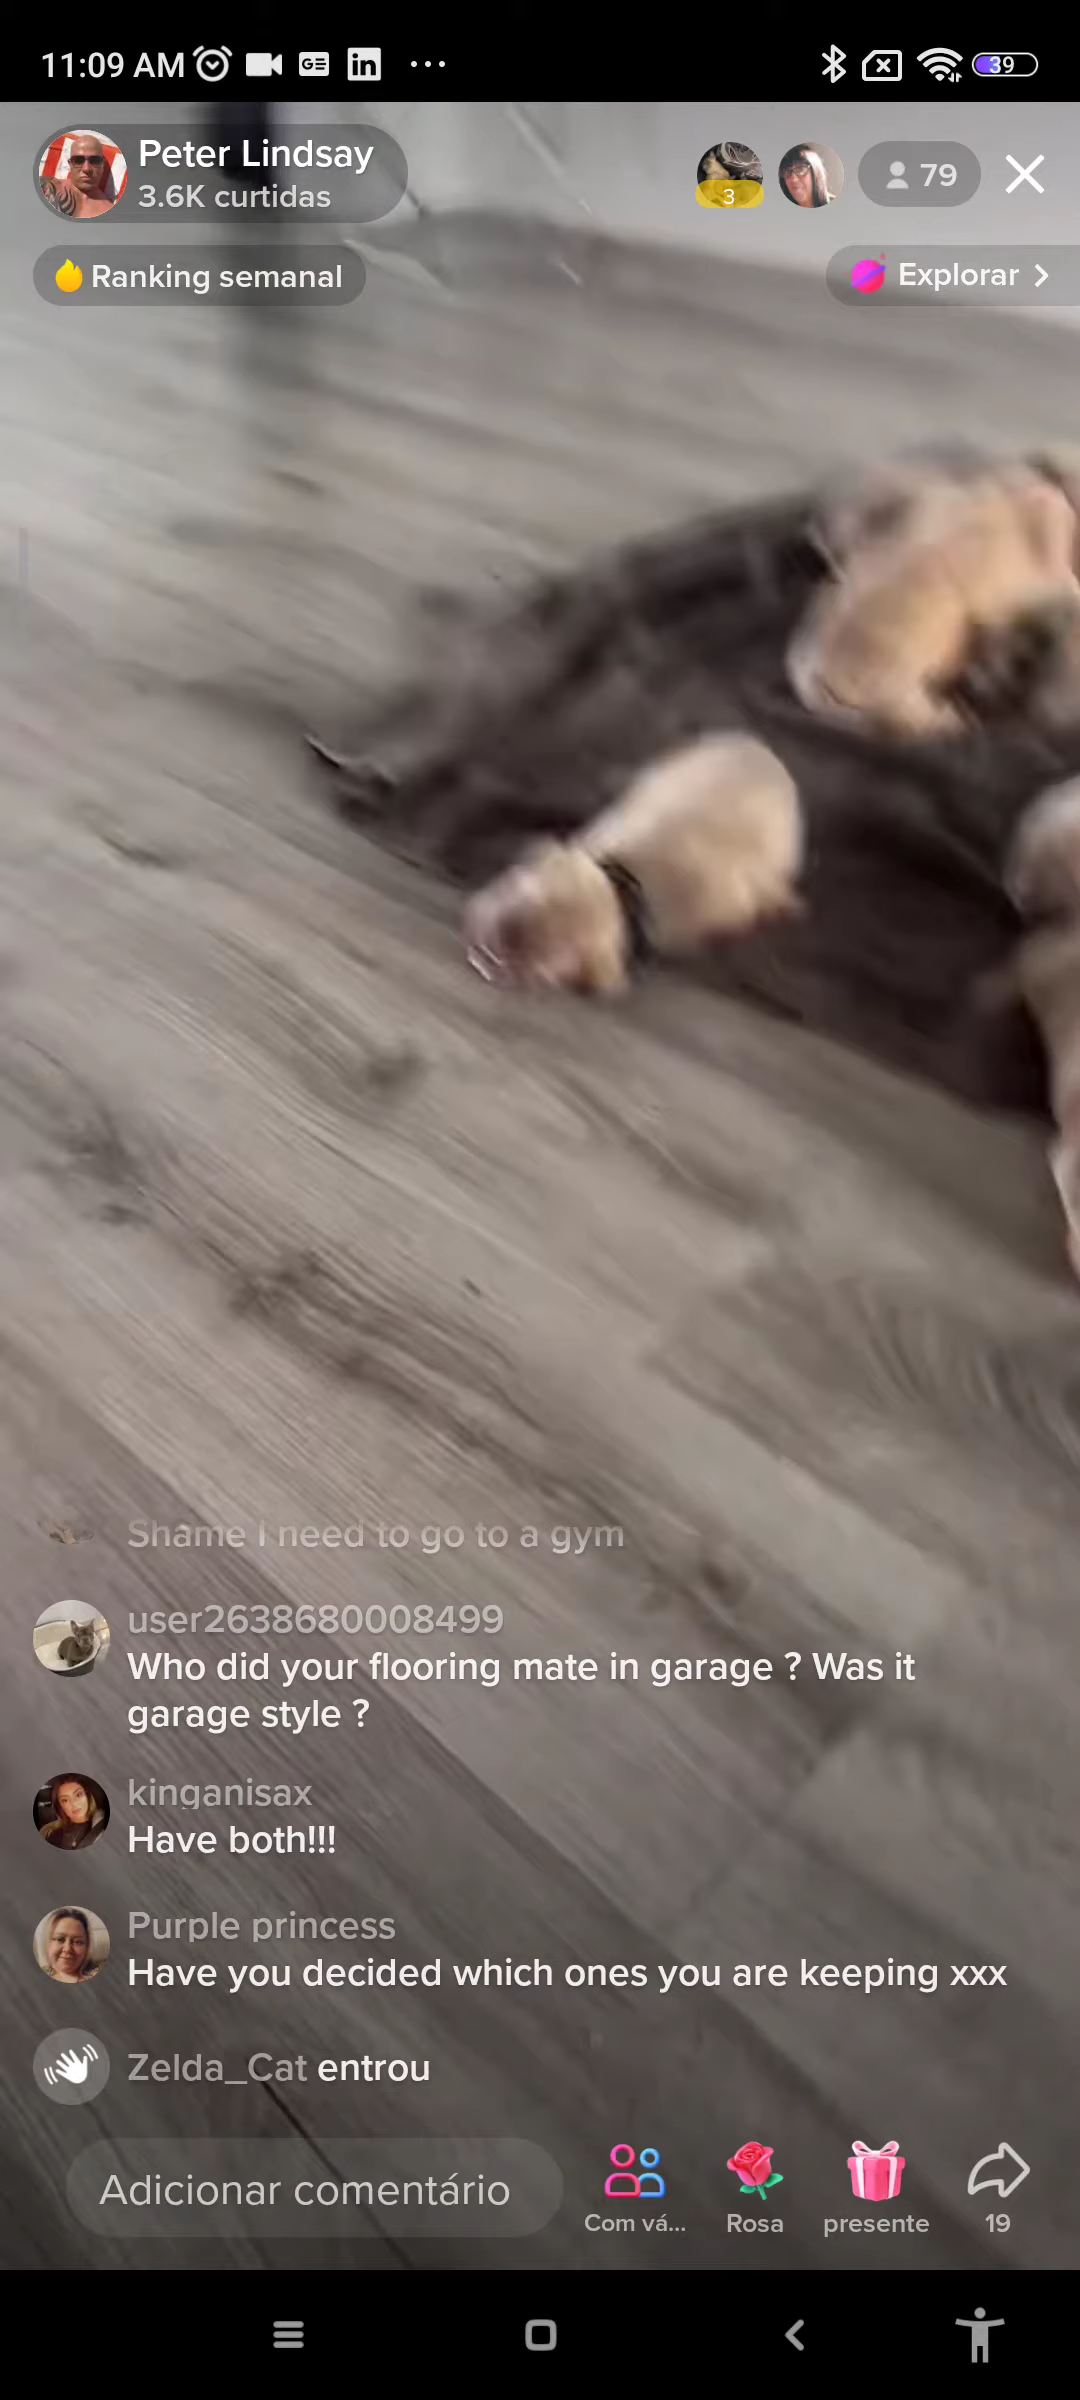 11:09 AM
GE
in
39
Peter Lindsay
3.6K curtidas
3
79
Ranking semanal
Explorar
Shame I need to go to a gym
user2638680008499
Who did your flooring mate in garage ? Was it
garage style ?
kinganisax
Have both!!!
Purple princess
Have you decided which ones you are keeping xxx
Zelda_Cat entrou
Adicionar comentário
Com vá...
Rosa
presente
19